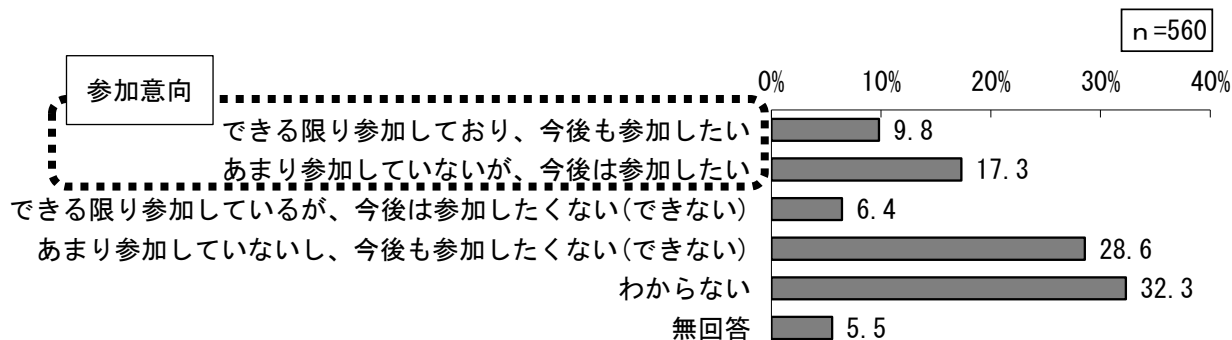 n=560
参加意向
0% 10% 20% 30% 40%
できる限り参加しており、今後も参加したい 9.8
あまり参加していないが、今後は参加したい 17.3
できる限り参加しているが、今後は参加したくない(できない) 6.4
あまり参加していないし、今後も参加したくない(できない) 28.6
わからない 32.3
無回答 5.5